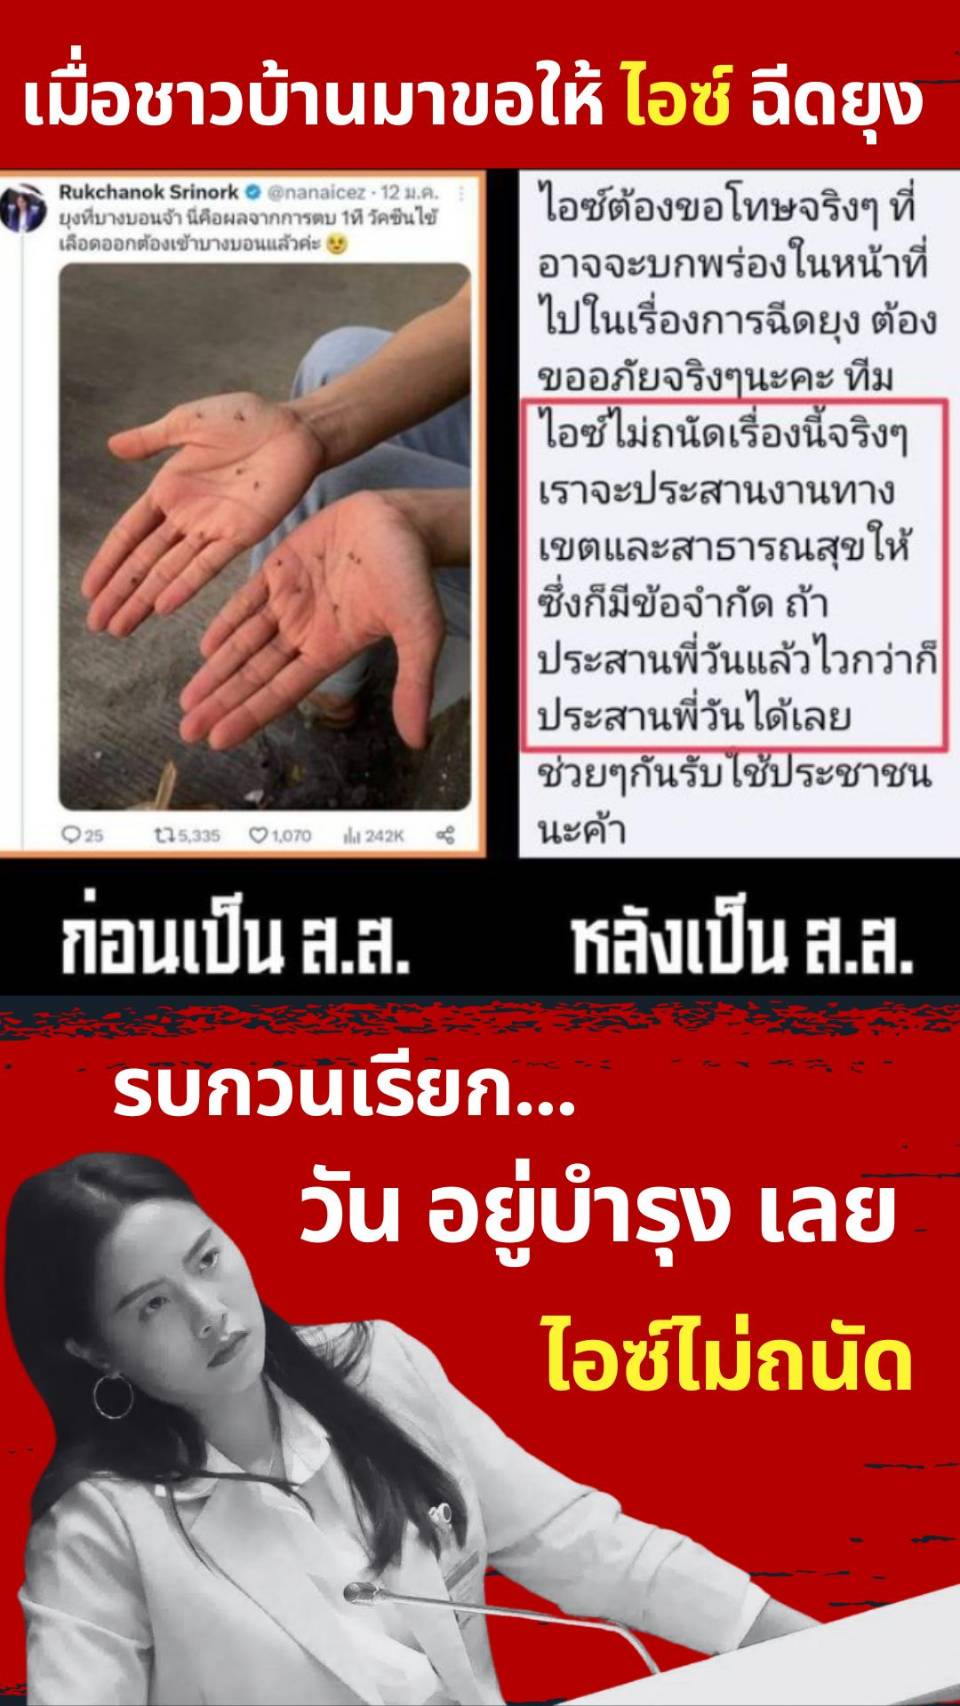 เมื่อชาวบ้านมาขอให้ ไอซ์ ฉีดยุง
Rukchanok Srinork @nanaicez · 12 ม.ค.
ยุงที่บางบอนจ้า นี่คือผลจากการตบ 1ที วัคซีนไข้
เลือดออกต้องเข้าบางบอนแล้วค่ะ 😉
25 5,335 1,070 242K
ไอซ์ต้องขอโทษจริงๆ ที่
อาจจะบกพร่องในหน้าที่
ไปในเรื่องการฉีดยุง ต้อง
ขออภัยจริงๆนะคะ ทีม
ไอซ์ไม่ถนัดเรื่องนี้จริงๆ
เราจะประสานงานทาง
เขตและสาธารณสุขให้
ซึ่งก็มีข้อจำกัด ถ้า
ประสานพี่วันแล้วไวกว่าก็
ประสานพี่วันได้เลย
ช่วยๆกันรับใช้ประชาชน
นะค้า
ก่อนเป็น ส.ส.
หลังเป็น ส.ส.
รบกวนเรียก...
วัน อยู่บำรุง เลย
ไอซ์ไม่ถนัด